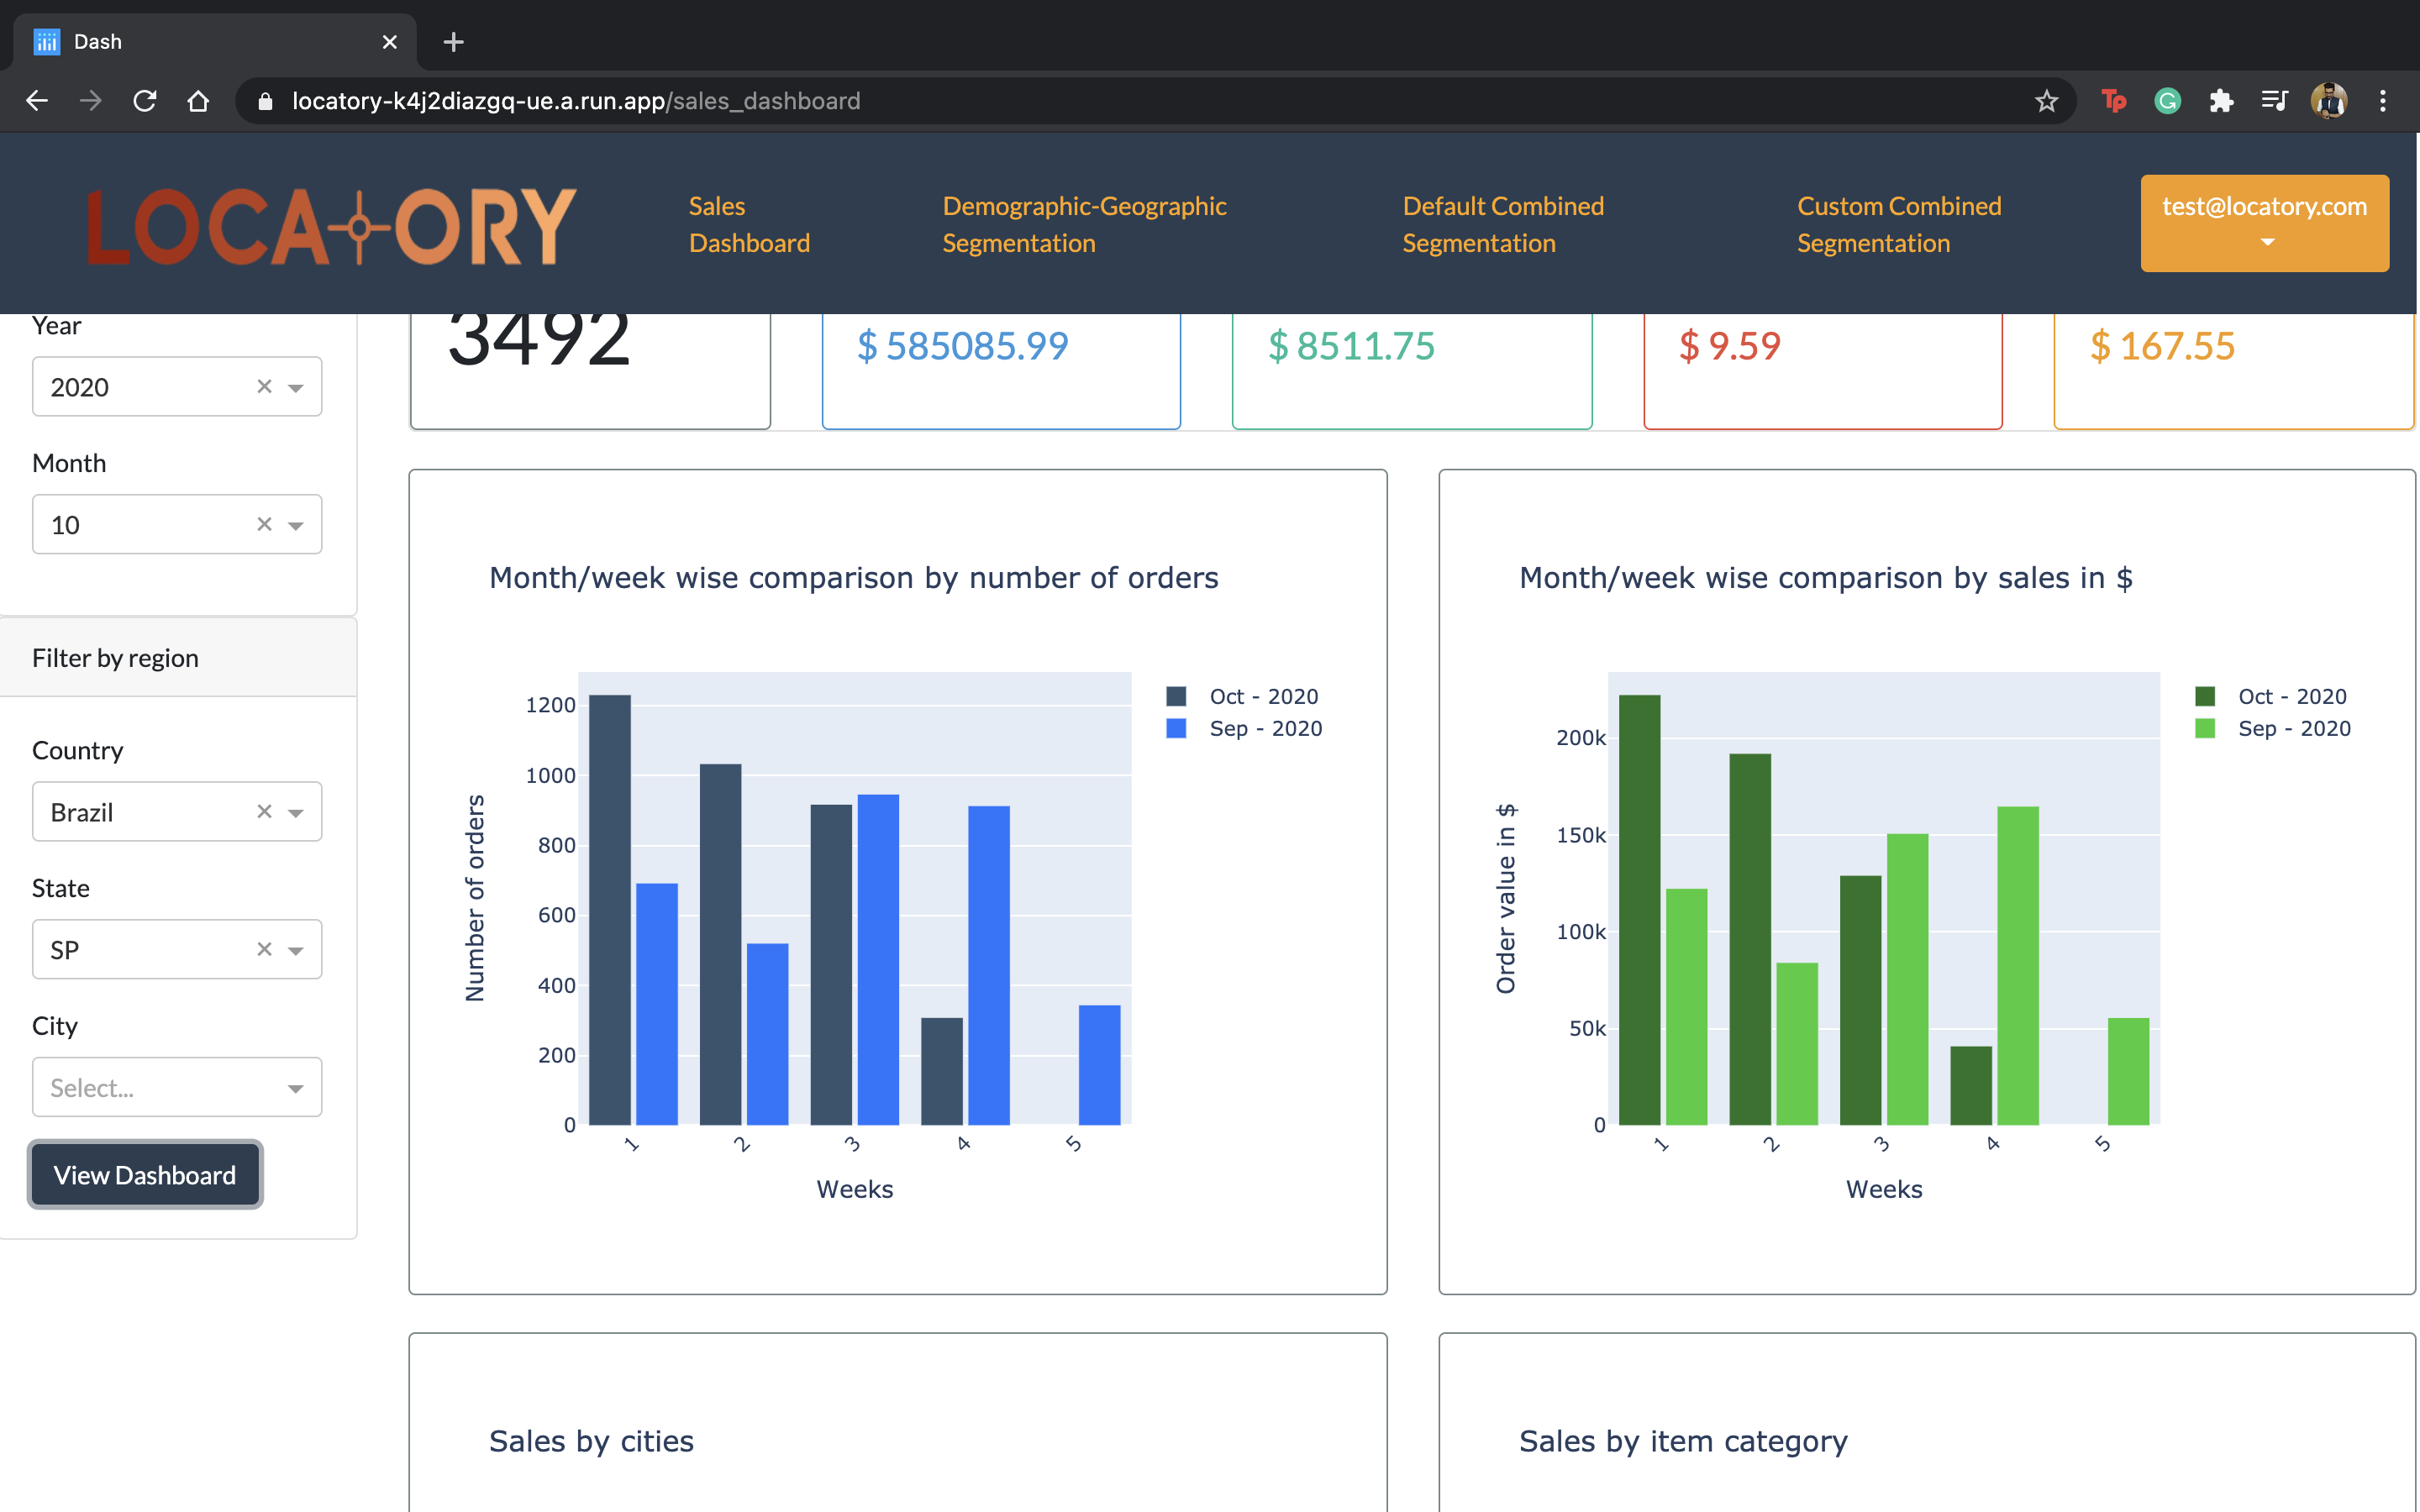 Dash
locatory-k4j2diazgq-ue.a.run.app/sales_dashboard
LOCATORY
Sales Dashboard
Demographic-Geographic Segmentation
Default Combined Segmentation
Custom Combined Segmentation
test@locatory.com
Year
2020
Month
10
Filter by region
Country
Brazil
State
SP
City
Select...
View Dashboard
3492
$ 585085.99
$ 8511.75
$ 9.59
$ 167.55
Month/week wise comparison by number of orders
Number of orders
1200
1000
800
600
400
200
0
1 2 3 4 5
Weeks
Oct - 2020
Sep - 2020
Month/week wise comparison by sales in $
Order value in $
200k
150k
100k
50k
0
1 2 3 4 5
Weeks
Oct - 2020
Sep - 2020
Sales by cities
Sales by item category